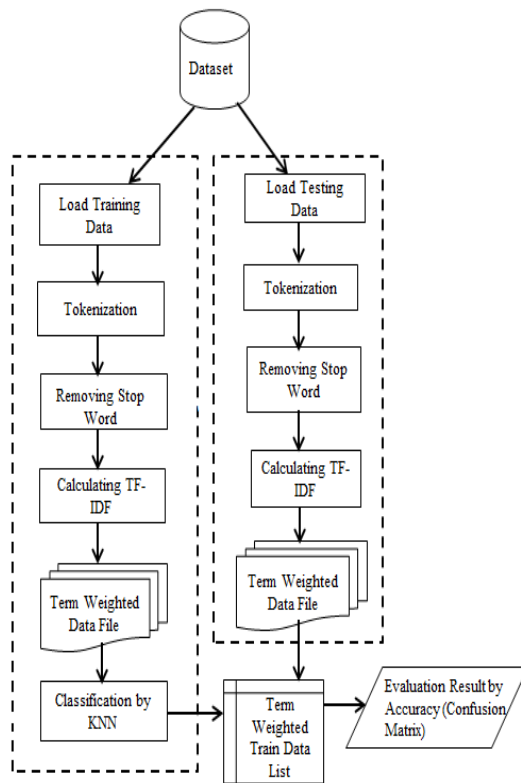 Dataset
Load Training
Data
Tokenization
Removing Stop
Word
Calculating TF-
IDF
Term Weighted
Data File
Classification by
KNN
Load Testing
Data
Tokenization
Removing Stop
Word
Calculating TF-
IDF
Term Weighted
Data File
Term
Weighted
Train Data
List
Evaluation Result by
Accuracy (Confusion
Matrix)